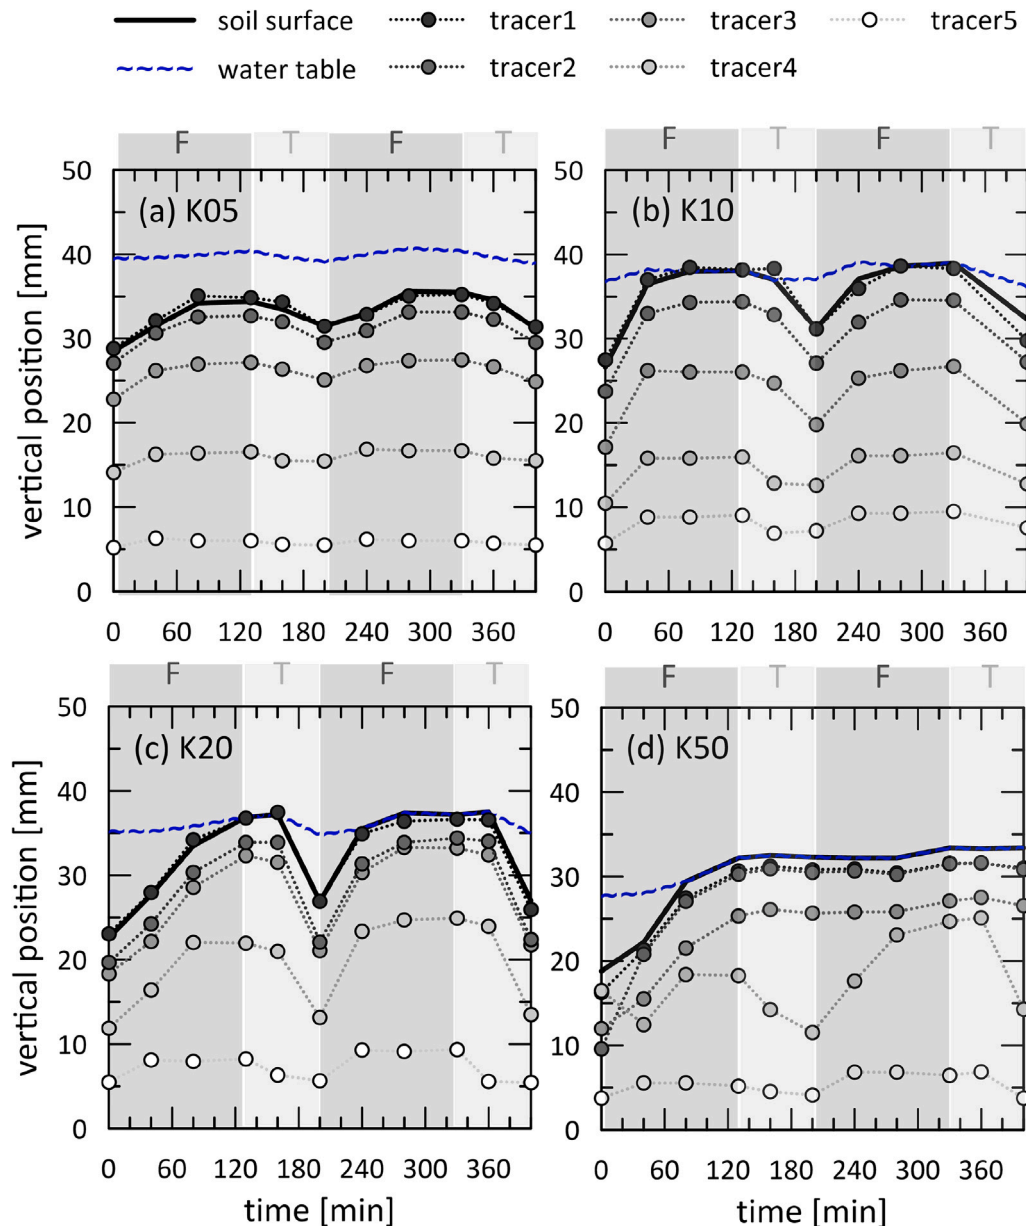 soil surface tracer1 tracer3 tracer5
water table tracer2 tracer4
F T F T F T F T
50 50
(a) K05 (b) K10
40 40
30 30
20 20
10 10
0 0
vertical position [mm]
0 60 120 180 240 300 360 0 60 120 180 240 300 360
F T F T F T F T
50 50
(c) K20 (d) K50
40 40
30 30
20 20
10 10
0 0
vertical position [mm]
0 60 120 180 240 300 360 0 60 120 180 240 300 360
time [min] time [min]